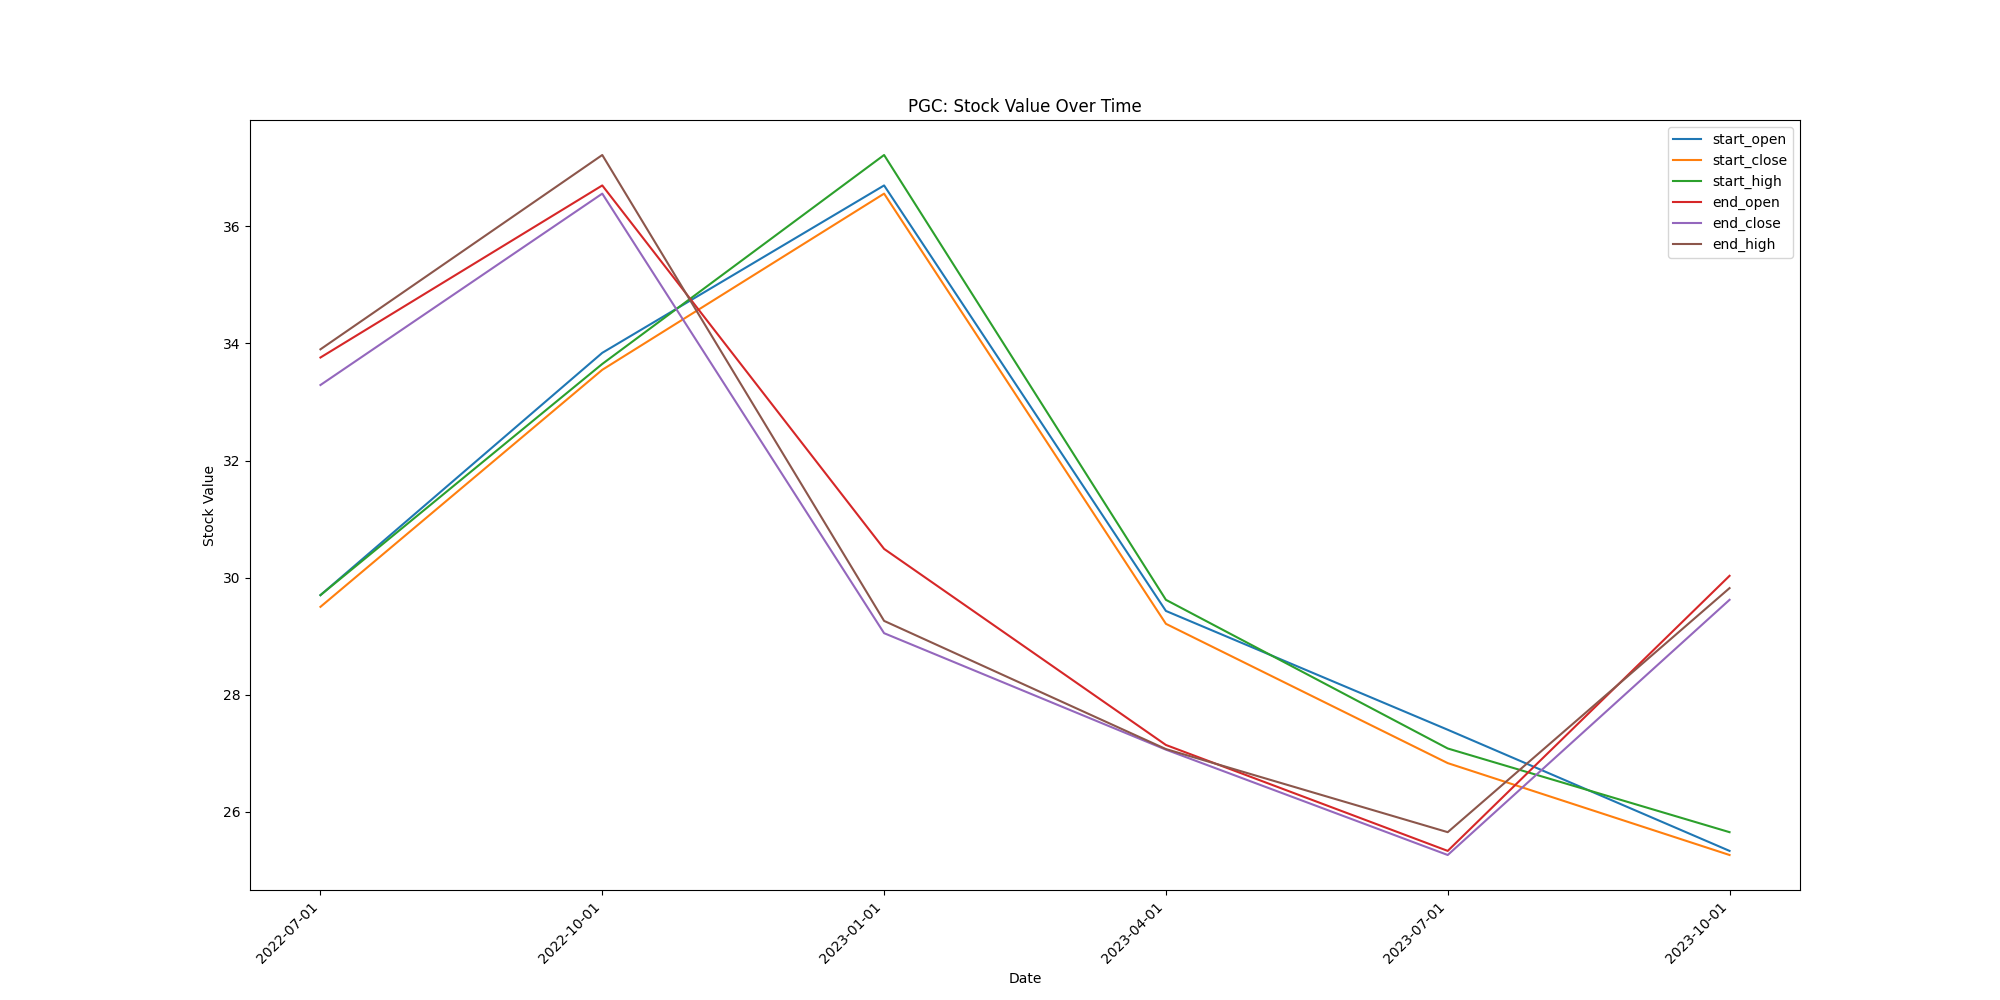 PGC: Stock Value Over Time
start_open
start_close
start_high
end_open
end_close
end_high
Stock Value
36
34
32
30
28
26
2022-07-01
2022-10-01
2023-01-01
2023-04-01
2023-07-01
2023-10-01
Date